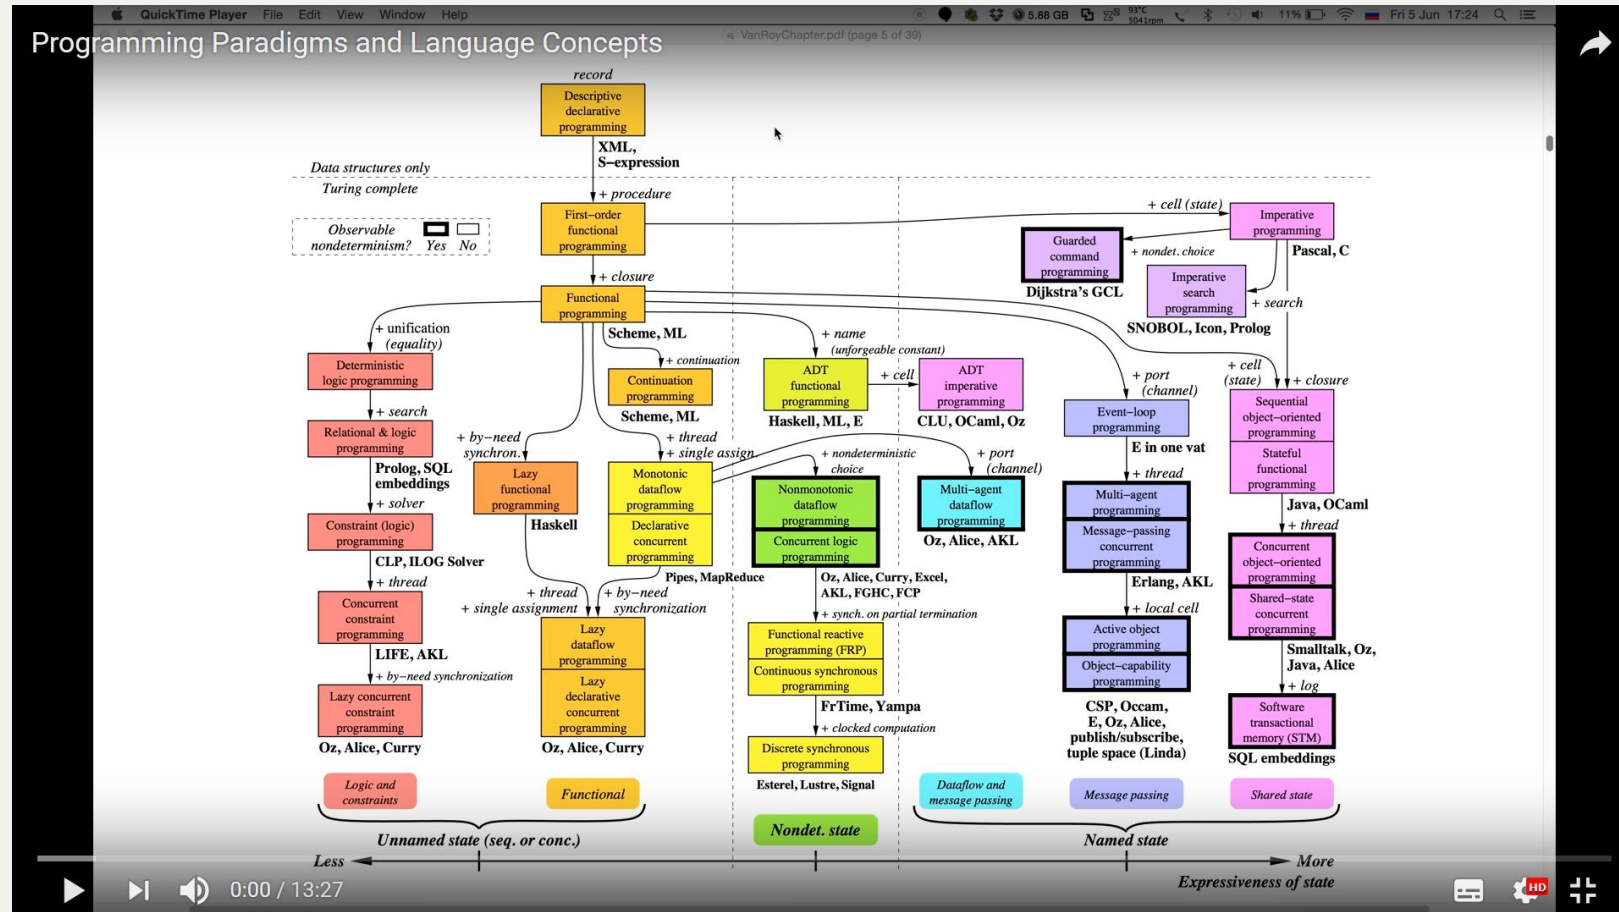 QuickTime Player File Edit View Window Help
5.88 GB 93°C 5041rpm 11% Fri 5 Jun 17:24
VanRoyChapter.pdf (page 5 of 39)
Programming Paradigms and Language Concepts
record
Descriptive
declarative
programming
XML,
S−expression
Data structures only
Turing complete
+ procedure
Observable
nondeterminism? Yes No
First−order
functional
programming
+ cell (state)
Imperative
programming
Pascal, C
+ nondet. choice
Guarded
command
programming
Dijkstra's GCL
Imperative
search
programming
+ search
SNOBOL, Icon, Prolog
+ closure
Functional
programming
Scheme, ML
+ unification
(equality)
Deterministic
logic programming
+ search
Relational & logic
programming
Prolog, SQL
embeddings
+ solver
Constraint (logic)
programming
CLP, ILOG Solver
+ thread
Concurrent
constraint
programming
LIFE, AKL
+ by−need synchronization
Lazy concurrent
constraint
programming
Oz, Alice, Curry
+ continuation
Continuation
programming
Scheme, ML
+ by−need
synchron.
Lazy
functional
programming
Haskell
+ thread
+ single assign.
Monotonic
dataflow
programming
Declarative
concurrent
programming
Pipes, MapReduce
+ thread
+ single assignment
+ by−need
synchronization
Lazy
dataflow
programming
Lazy
declarative
concurrent
programming
Oz, Alice, Curry
+ name
(unforgeable constant)
ADT
functional
programming
Haskell, ML, E
+ cell
ADT
imperative
programming
CLU, OCaml, Oz
+ nondeterministic
choice
Nonmonotonic
dataflow
programming
Concurrent logic
programming
Oz, Alice, Curry, Excel,
AKL, FGHC, FCP
+ synch. on partial termination
Functional reactive
programming (FRP)
Continuous synchronous
programming
FrTime, Yampa
+ clocked computation
Discrete synchronous
programming
Esterel, Lustre, Signal
+ port
(channel)
Multi−agent
dataflow
programming
Oz, Alice, AKL
+ port
(channel)
Event−loop
programming
E in one vat
+ thread
Multi−agent
programming
Message−passing
concurrent
programming
Erlang, AKL
+ local cell
Active object
programming
Object−capability
programming
CSP, Occam,
E, Oz, Alice,
publish/subscribe,
tuple space (Linda)
+ cell
(state)
+ closure
Sequential
object−oriented
programming
Stateful
functional
programming
Java, OCaml
+ thread
Concurrent
object−oriented
programming
Shared−state
concurrent
programming
Smalltalk, Oz,
Java, Alice
+ log
Software
transactional
memory (STM)
SQL embeddings
Logic and
constraints
Functional
Dataflow and
message passing
Message passing
Shared state
Unnamed state (seq. or conc.)
Nondet. state
Named state
Less
More
Expressiveness of state
0:00 / 13:27
HD